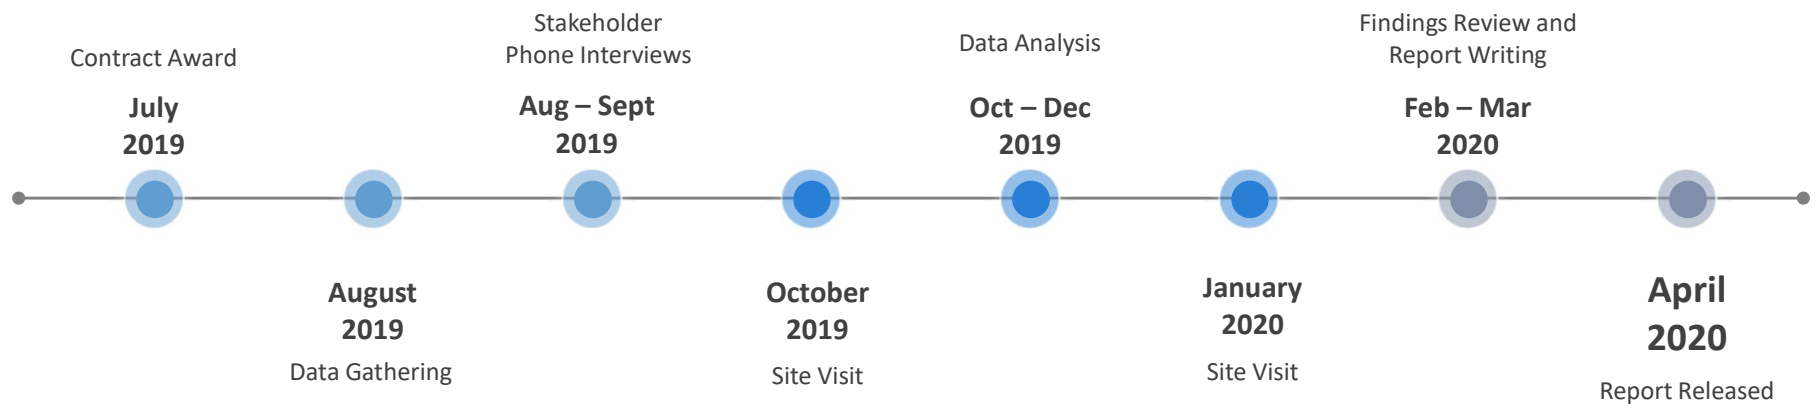 Contract Award
July
2019
August
2019
Data Gathering
Stakeholder
Phone Interviews
Aug – Sept
2019
October
2019
Site Visit
Data Analysis
Oct – Dec
2019
January
2020
Site Visit
Findings Review and
Report Writing
Feb – Mar
2020
April
2020
Report Released